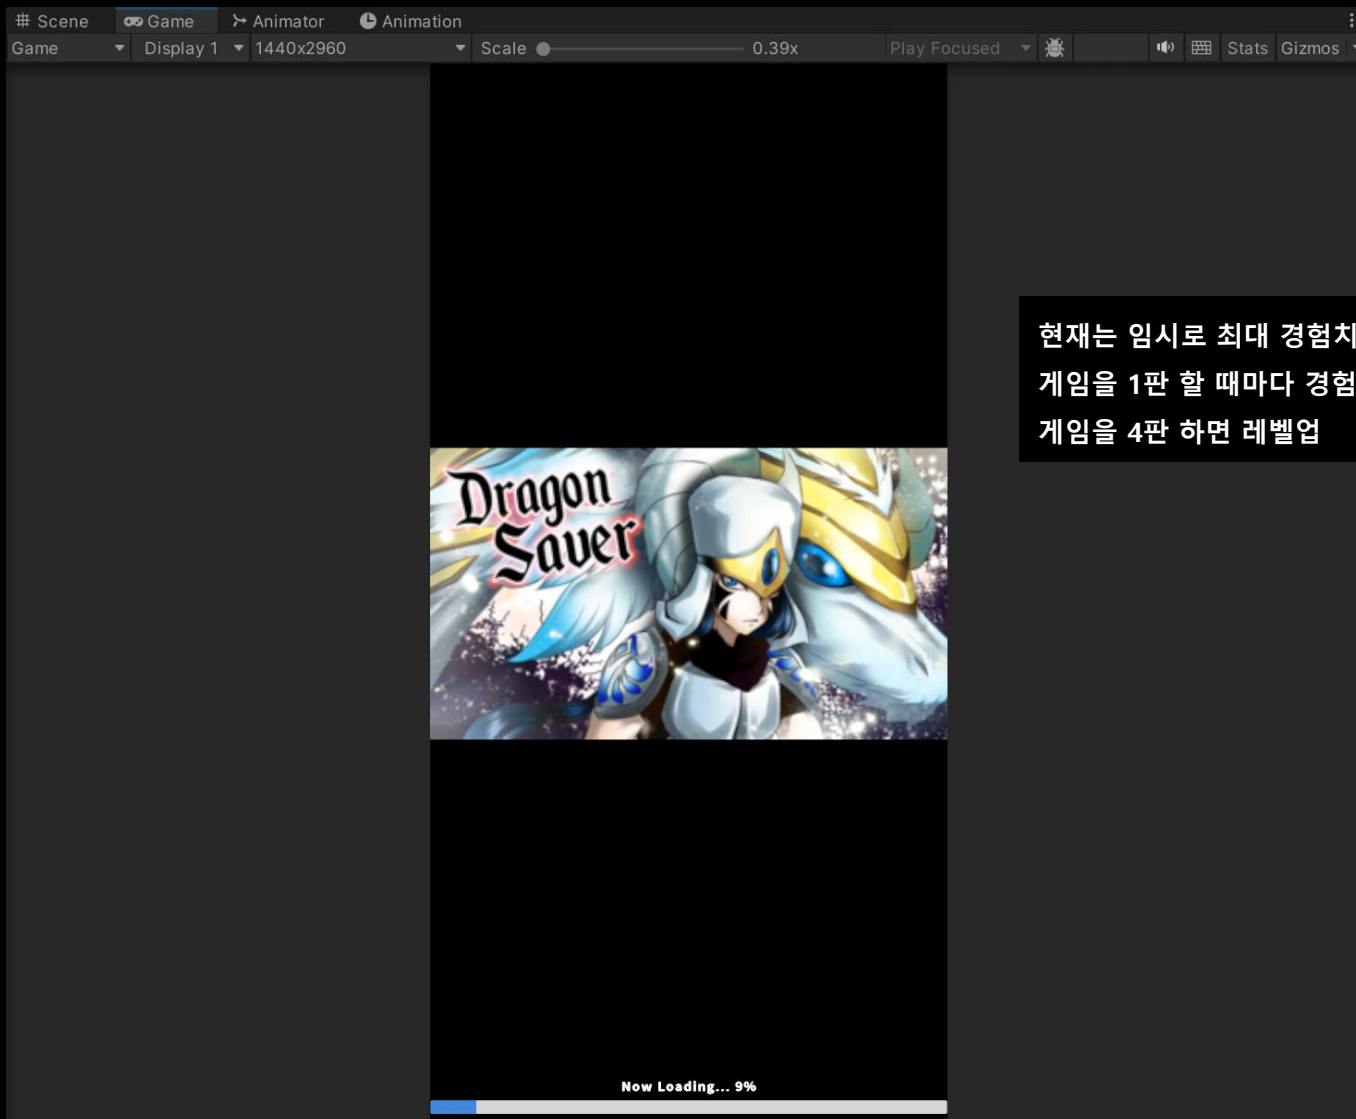 Scene Game Animator Animation
Game Display 1 1440x2960 Scale 0.39x Play Focused Stats Gizmos
현재는 임시로 최대 경험치
게임을 1판 할 때마다 경험
게임을 4판 하면 레벨업
Dragon
Saver
Now Loading... 9%